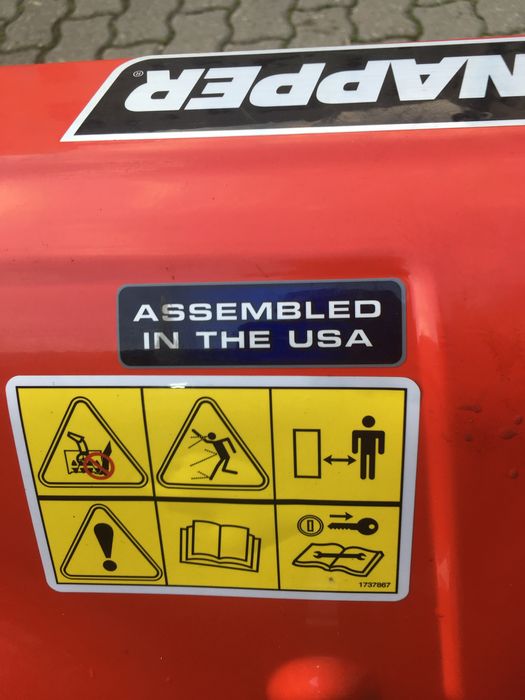 NAPPER®
ASSEMBLED
IN THE USA
1737867